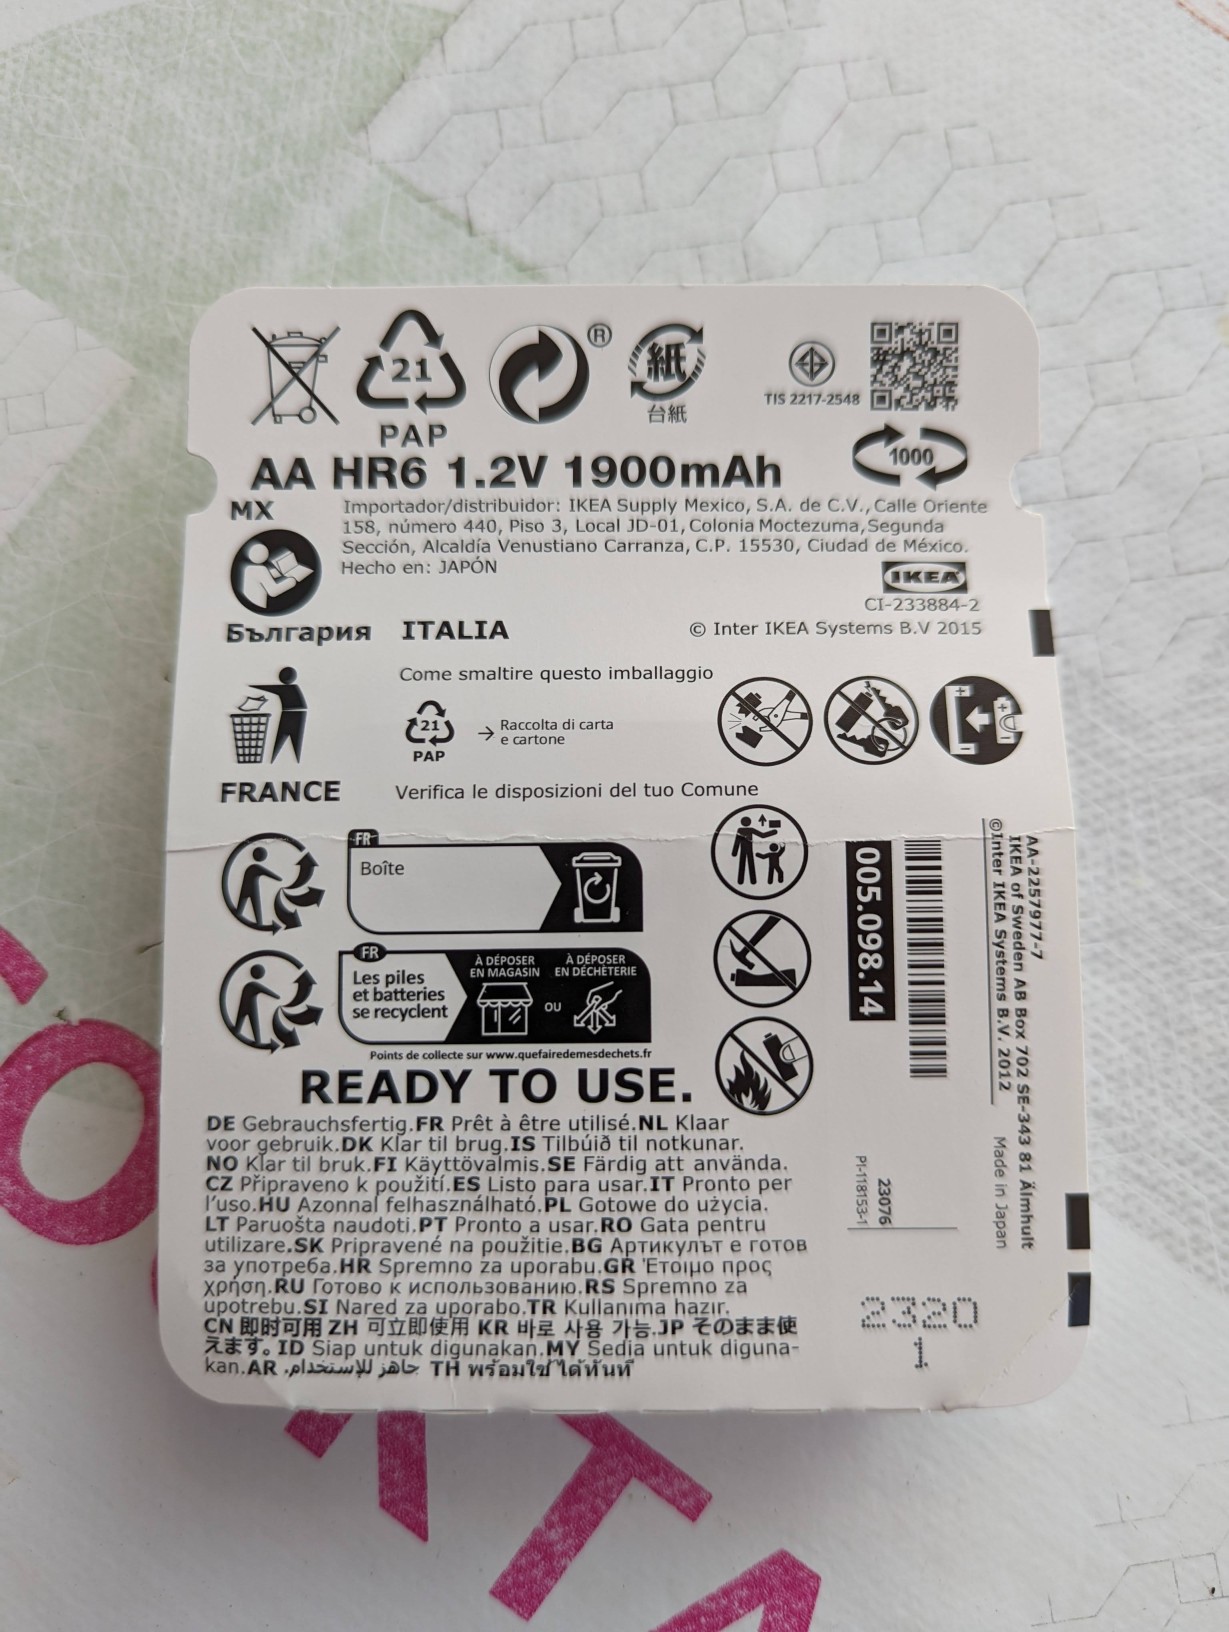 21
PAP
®
紙
台紙
TIS 2217-2548
AA HR6 1.2V 1900mAh
1000
MX
Importador/distribuidor: IKEA Supply Mexico, S.A. de C.V., Calle Oriente
158, número 440, Piso 3, Local JD-01, Colonia Moctezuma, Segunda
Sección, Alcaldía Venustiano Carranza, C.P. 15530, Ciudad de México.
Hecho en: JAPÓN
IKEA
CI-233884-2
© Inter IKEA Systems B.V 2015
България
ITALIA
Come smaltire questo imballaggio
21
PAP
→ Raccolta di carta
e cartone
FRANCE
Verifica le disposizioni del tuo Comune
FR
Boîte
FR
Les piles
et batteries
se recyclent
À DÉPOSER
EN MAGASIN
OU
À DÉPOSER
EN DÉCHÈTERIE
Points de collecte sur www.quefairedemesdechets.fr
005.098.14
AA-2257977-7
IKEA of Sweden AB Box 702 SE-343 81 Älmhult
©Inter IKEA Systems B.V. 2012
Made in Japan
23076
PI-118153-1
READY TO USE.
DE Gebrauchsfertig.FR Prêt à être utilisé.NL Klaar
voor gebruik.DK Klar til brug.IS Tilbúið til notkunar.
NO Klar til bruk.FI Käyttövalmis.SE Färdig att använda.
CZ Připraveno k použití.ES Listo para usar.IT Pronto per
l'uso.HU Azonnal felhasználható.PL Gotowe do użycia.
LT Paruošta naudoti.PT Pronto a usar.RO Gata pentru
utilizare.SK Pripravené na použitie.BG Артикулът е готов
за употреба.HR Spremno za uporabu.GR Έτοιμο προς
χρήση.RU Готово к использованию.RS Spremno za
upotrebu.SI Nared za uporabo.TR Kullanıma hazır.
CN 即时可用 ZH 可立即使用 KR 바로 사용 가능.JP そのまま使
えます。ID Siap untuk digunakan.MY Sedia untuk diguna-
kan.AR جاهز للإستخدام. TH พร้อมใช้ได้ทันที
2320
1